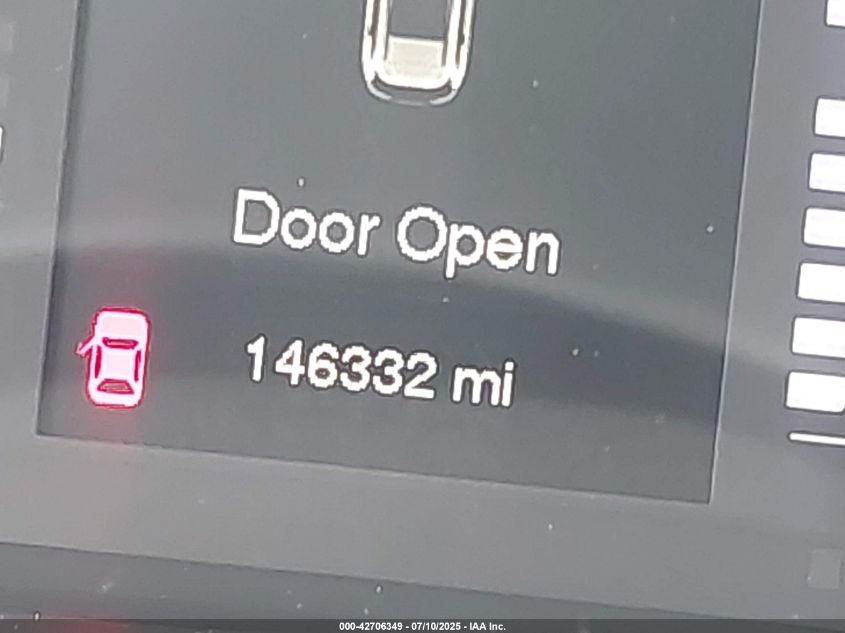 Door Open
146332 mi
000-42706349 - 07/10/2025 - IAA Inc.